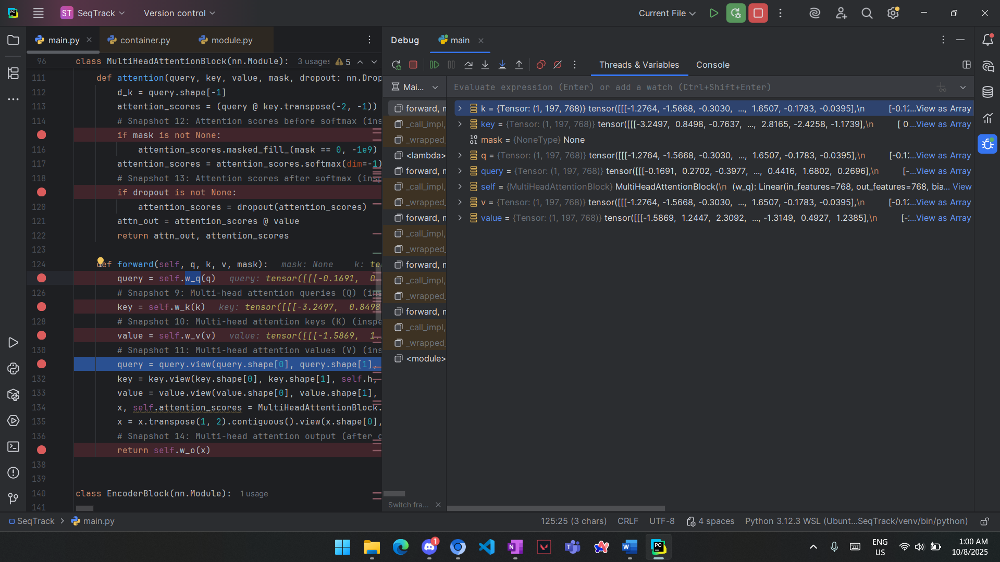 ST SeqTrack Version control Current File
main.py container.py module.py
Debug main
Threads & Variables Console
Mai... Evaluate expression (Enter) or add a watch (Ctrl+Shift+Enter)
96 class MultiHeadAttentionBlock(nn.Module): 3 usages 5
111 def attention(query, key, value, mask, dropout: nn.Drop
112 d_k = query.shape[-1]
113 attention_scores = (query @ key.transpose(-2, -1))
114 # Snapshot 12: Attention scores before softmax (ins
if mask is not None:
116 attention_scores.masked_fill_(mask == 0, -1e9)
117 attention_scores = attention_scores.softmax(dim=-1)
118 # Snapshot 13: Attention scores after softmax (ins
if dropout is not None:
120 attention_scores = dropout(attention_scores)
121 attn_out = attention_scores @ value
122 return attn_out, attention_scores
123
124 def forward(self, q, k, v, mask): mask: None k: te
query = self.w_q(q) query: tensor([[[-0.1691, 0.
126 # Snapshot 9: Multi-head attention queries (Q) (ins
key = self.w_k(k) key: tensor([[[-3.2497, 0.8498
128 # Snapshot 10: Multi-head attention keys (K) (inspe
value = self.w_v(v) value: tensor([[[-1.5869, 1.
130 # Snapshot 11: Multi-head attention values (V) (ins
query = query.view(query.shape[0], query.shape[1],
132 key = key.view(key.shape[0], key.shape[1], self.h,
133 value = value.view(value.shape[0], value.shape[1],
134 x, self.attention_scores = MultiHeadAttentionBlock.
135 x = x.transpose(1, 2).contiguous().view(x.shape[0],
136 # Snapshot 14: Multi-head attention output (after c
return self.w_o(x)
138
139
140 class EncoderBlock(nn.Module): 1 usage
141
forward, m
_call_impl,
_wrapped_
<lambda>
forward, m
_call_impl,
_wrapped_
forward, m
_call_impl,
_wrapped_
forward, m
_call_impl,
_wrapped_
forward, m
_call_impl,
_wrapped_
<module>
Switch fra...
k = {Tensor: (1, 197, 768)} tensor([[[-1.2764, -1.5668, -0.3030, ..., 1.6507, -0.1783, -0.0395],\n [-0.12...View as Array
key = {Tensor: (1, 197, 768)} tensor([[[-3.2497, 0.8498, -0.7637, ..., 2.8165, -2.4258, -1.1739],\n [ 0....View as Array
mask = {NoneType} None
q = {Tensor: (1, 197, 768)} tensor([[[-1.2764, -1.5668, -0.3030, ..., 1.6507, -0.1783, -0.0395],\n [-0.12...View as Array
query = {Tensor: (1, 197, 768)} tensor([[[-0.1691, 0.2702, -0.3977, ..., 0.4416, 1.6802, 0.2696],\n [-...View as Array
self = {MultiHeadAttentionBlock} MultiHeadAttentionBlock(\n (w_q): Linear(in_features=768, out_features=768, bia... View
v = {Tensor: (1, 197, 768)} tensor([[[-1.2764, -1.5668, -0.3030, ..., 1.6507, -0.1783, -0.0395],\n [-0.12...View as Array
value = {Tensor: (1, 197, 768)} tensor([[[-1.5869, 1.2447, 2.3092, ..., -1.3149, 0.4927, 1.2385],\n [-2...View as Array
SeqTrack main.py 125:25 (3 chars) CRLF UTF-8 4 spaces Python 3.12.3 WSL (Ubunt...SeqTrack/venv/bin/python)
1
ENG
US
1:00 AM
10/8/2025